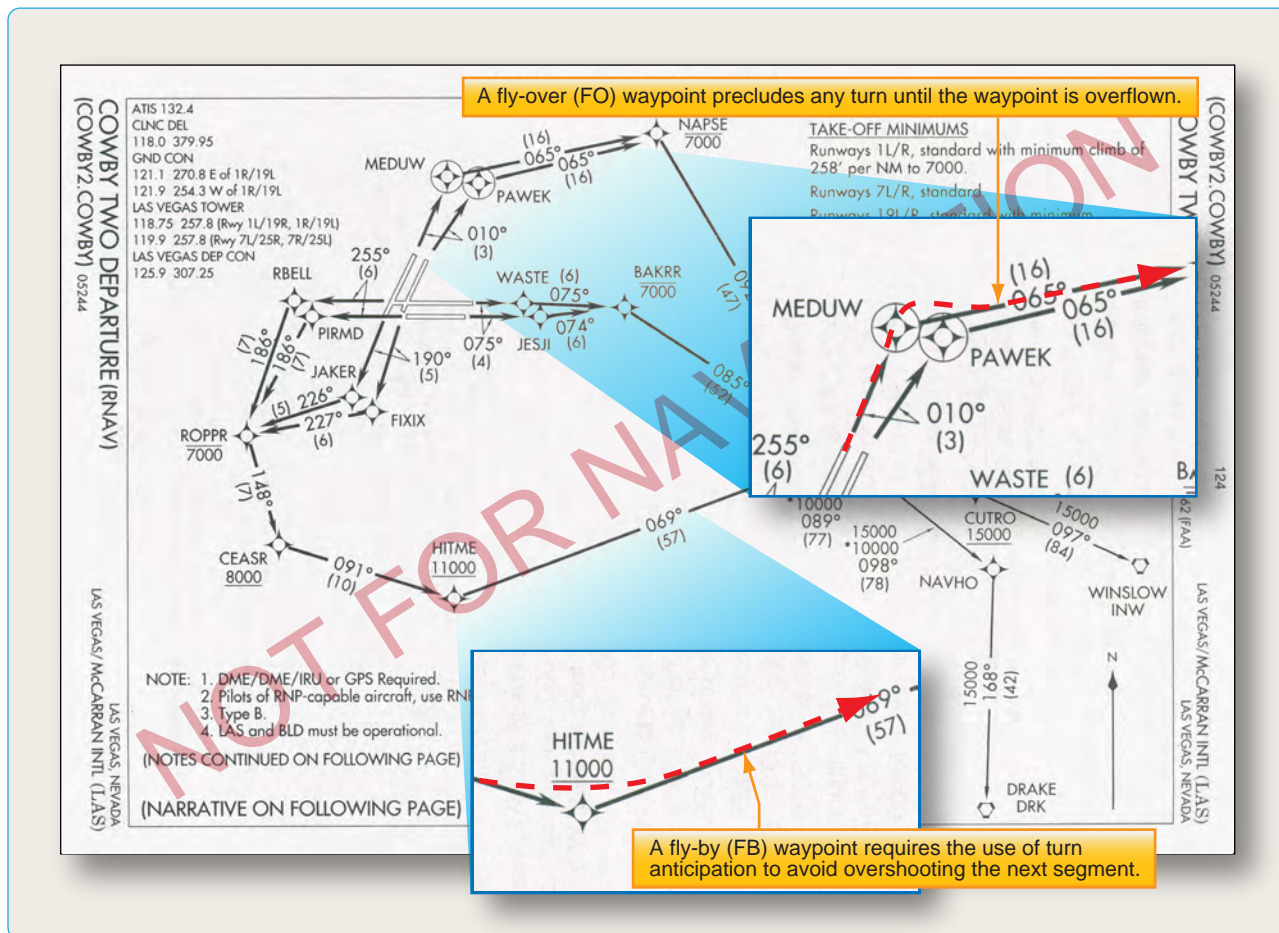 COWBY TWO DEPARTURE (RNAV)
(COWBY2.COWBY) 05244
ATIS 132.4
CLNC DEL
118.0 379.95
GND CON
121.1 270.8 E of 1R/19L
121.9 254.3 W of 1R/19L
LAS VEGAS TOWER
118.75 257.8 (Rwy 1L/19R, 1R/19L)
119.9 257.8 (Rwy 7L/25R, 7R/25L)
LAS VEGAS DEP CON
125.9 307.25
A fly-over (FO) waypoint precludes any turn until the waypoint is overflown.
NAPSE
7000
(16)
065°
065°
(16)
MEDUW
PAWEK
010°
(3)
TAKE-OFF MINIMUMS
Runways 1L/R, standard with minimum climb of
258' per NM to 7000.
Runways 7L/R, standard
Runways 19L/R, standard with minimum
(COWBY2.COWBY) 05244
OWBY TW
124
(FAA)
255°
(6)
RBELL
PIRMD
WASTE (6)
075°
BAKRR
7000
JESJI
074°
(6)
075°
(4)
(47)
085°
(52)
(7)
186°
186°
(7)
190°
(5)
JAKER
(5) 226°
227°
(6)
FIXIX
ROPPR
7000
148°
(7)
CEASR
8000
091°
(10)
HITME
11000
069°
(57)
MEDUW
(16)
065°
065°
(16)
PAWEK
010°
(3)
255°
(6)
WASTE (6)
*10000
089°
(77)
15000
*10000
098°
(78)
CUTRO
15000
15000
097°
(84)
NAVHO
WINSLOW
INW
15000
168°
(42)
DRAKE
DRK
N
NOTE: 1. DME/DME/IRU or GPS Required.
2. Pilots of RNP-capable aircraft, use
3. Type B.
4. LAS and BLD must be operational.
(NOTES CONTINUED ON FOLLOWING PAGE)
(NARRATIVE ON FOLLOWING PAGE)
HITME
11000
069°
(57)
A fly-by (FB) waypoint requires the use of turn
anticipation to avoid overshooting the next segment.
LAS VEGAS, NEVADA
LAS VEGAS/McCARRAN INTL (LAS)
LAS VEGAS/McCARRAN INTL (LAS)
LAS VEGAS, NEVADA
NOT FOR NAVIGATION